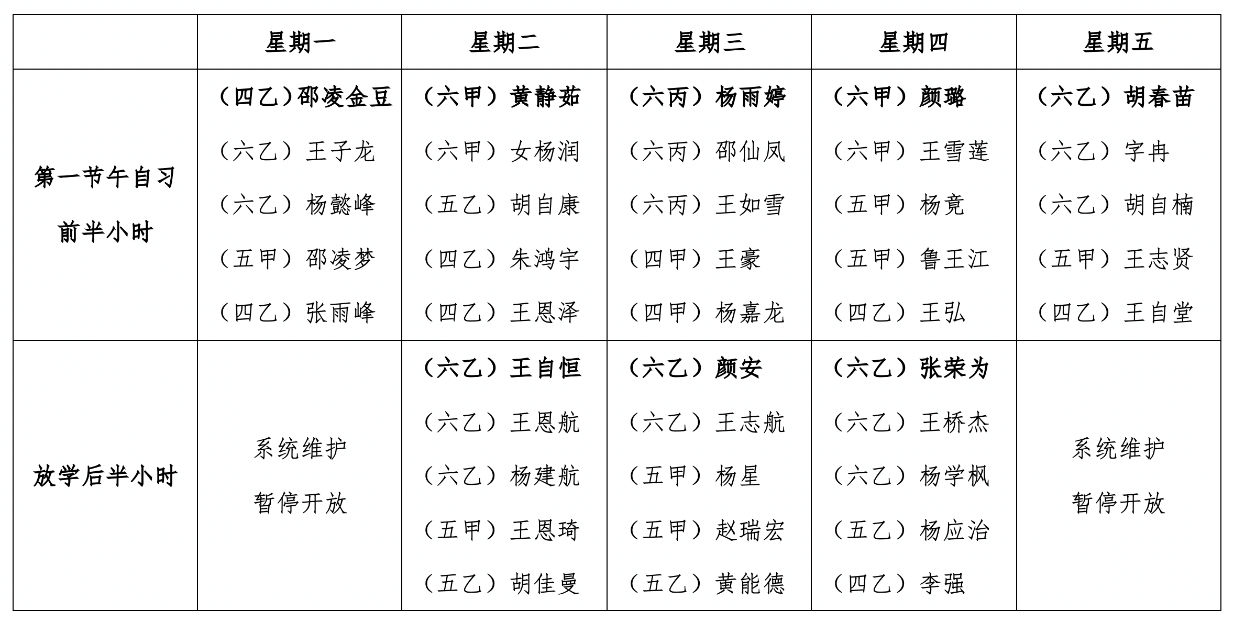 星期一 星期二 星期三 星期四 星期五
第一节午自习
前半小时
（四乙）邵凌金豆 （六甲）黄静茹 （六丙）杨雨婷 （六甲）颜璐 （六乙）胡春苗
（六乙）王子龙 （六甲）女杨润 （六丙）邵仙凤 （六甲）王雪莲 （六乙）字冉
（六乙）杨懿峰 （五乙）胡自康 （六丙）王如雪 （五甲）杨竟 （六乙）胡自楠
（五甲）邵凌梦 （四乙）朱鸿宇 （四甲）王豪 （五甲）鲁王江 （五甲）王志贤
（四乙）张雨峰 （四乙）王恩泽 （四甲）杨嘉龙 （四乙）王弘 （四乙）王自堂
放学后半小时
系统维护
暂停开放
（六乙）王自恒 （六乙）颜安 （六乙）张荣为
（六乙）王恩航 （六乙）王志航 （六乙）王桥杰
（六乙）杨建航 （五甲）杨星 （六乙）杨学枫
（五甲）王恩琦 （五甲）赵瑞宏 （五乙）杨应治
（五乙）胡佳曼 （五乙）黄能德 （四乙）李强
系统维护
暂停开放